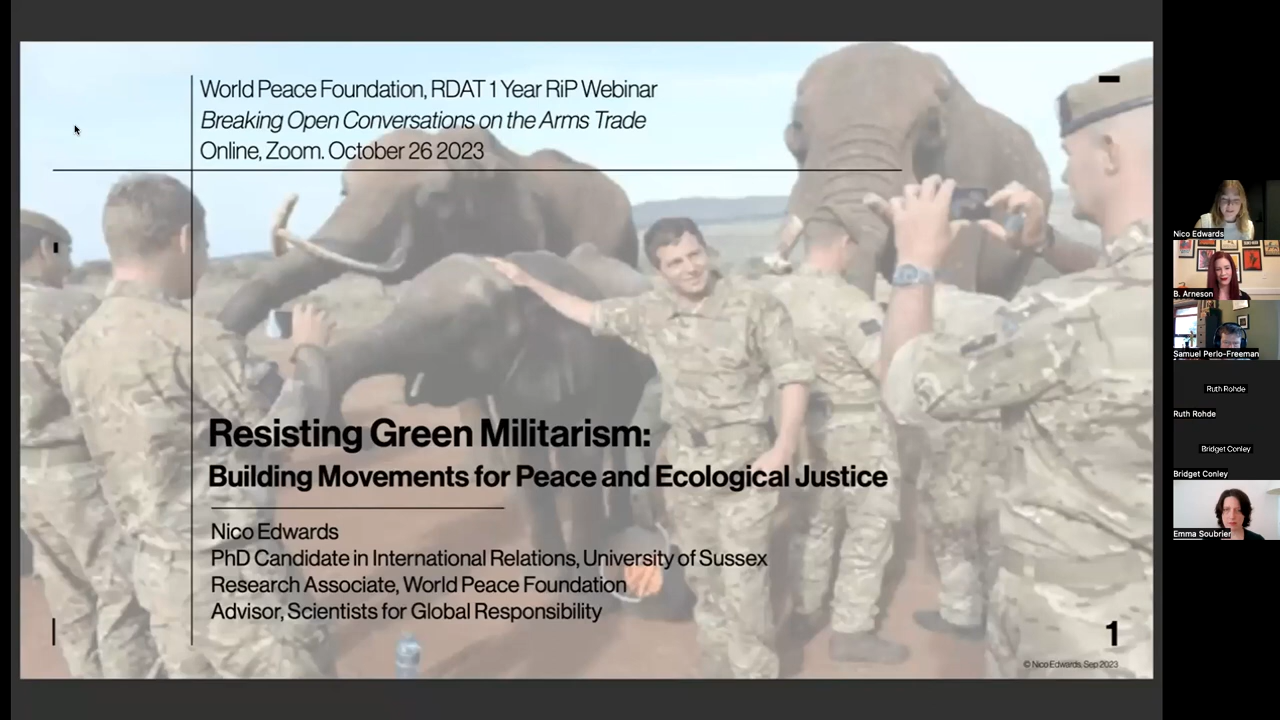 World Peace Foundation, RDAT 1 Year RiP Webinar
Breaking Open Conversations on the Arms Trade
Online, Zoom. October 26 2023
Resisting Green Militarism:
Building Movements for Peace and Ecological Justice
Nico Edwards
PhD Candidate in International Relations, University of Sussex
Research Associate, World Peace Foundation
Advisor, Scientists for Global Responsibility
1
© Nico Edwards. Sep 2023
Nico Edwards
B. Arneson
Samuel Perlo-Freeman
Ruth Rohde
Ruth Rohde
Bridget Conley
Bridget Conley
Emma Soubrier